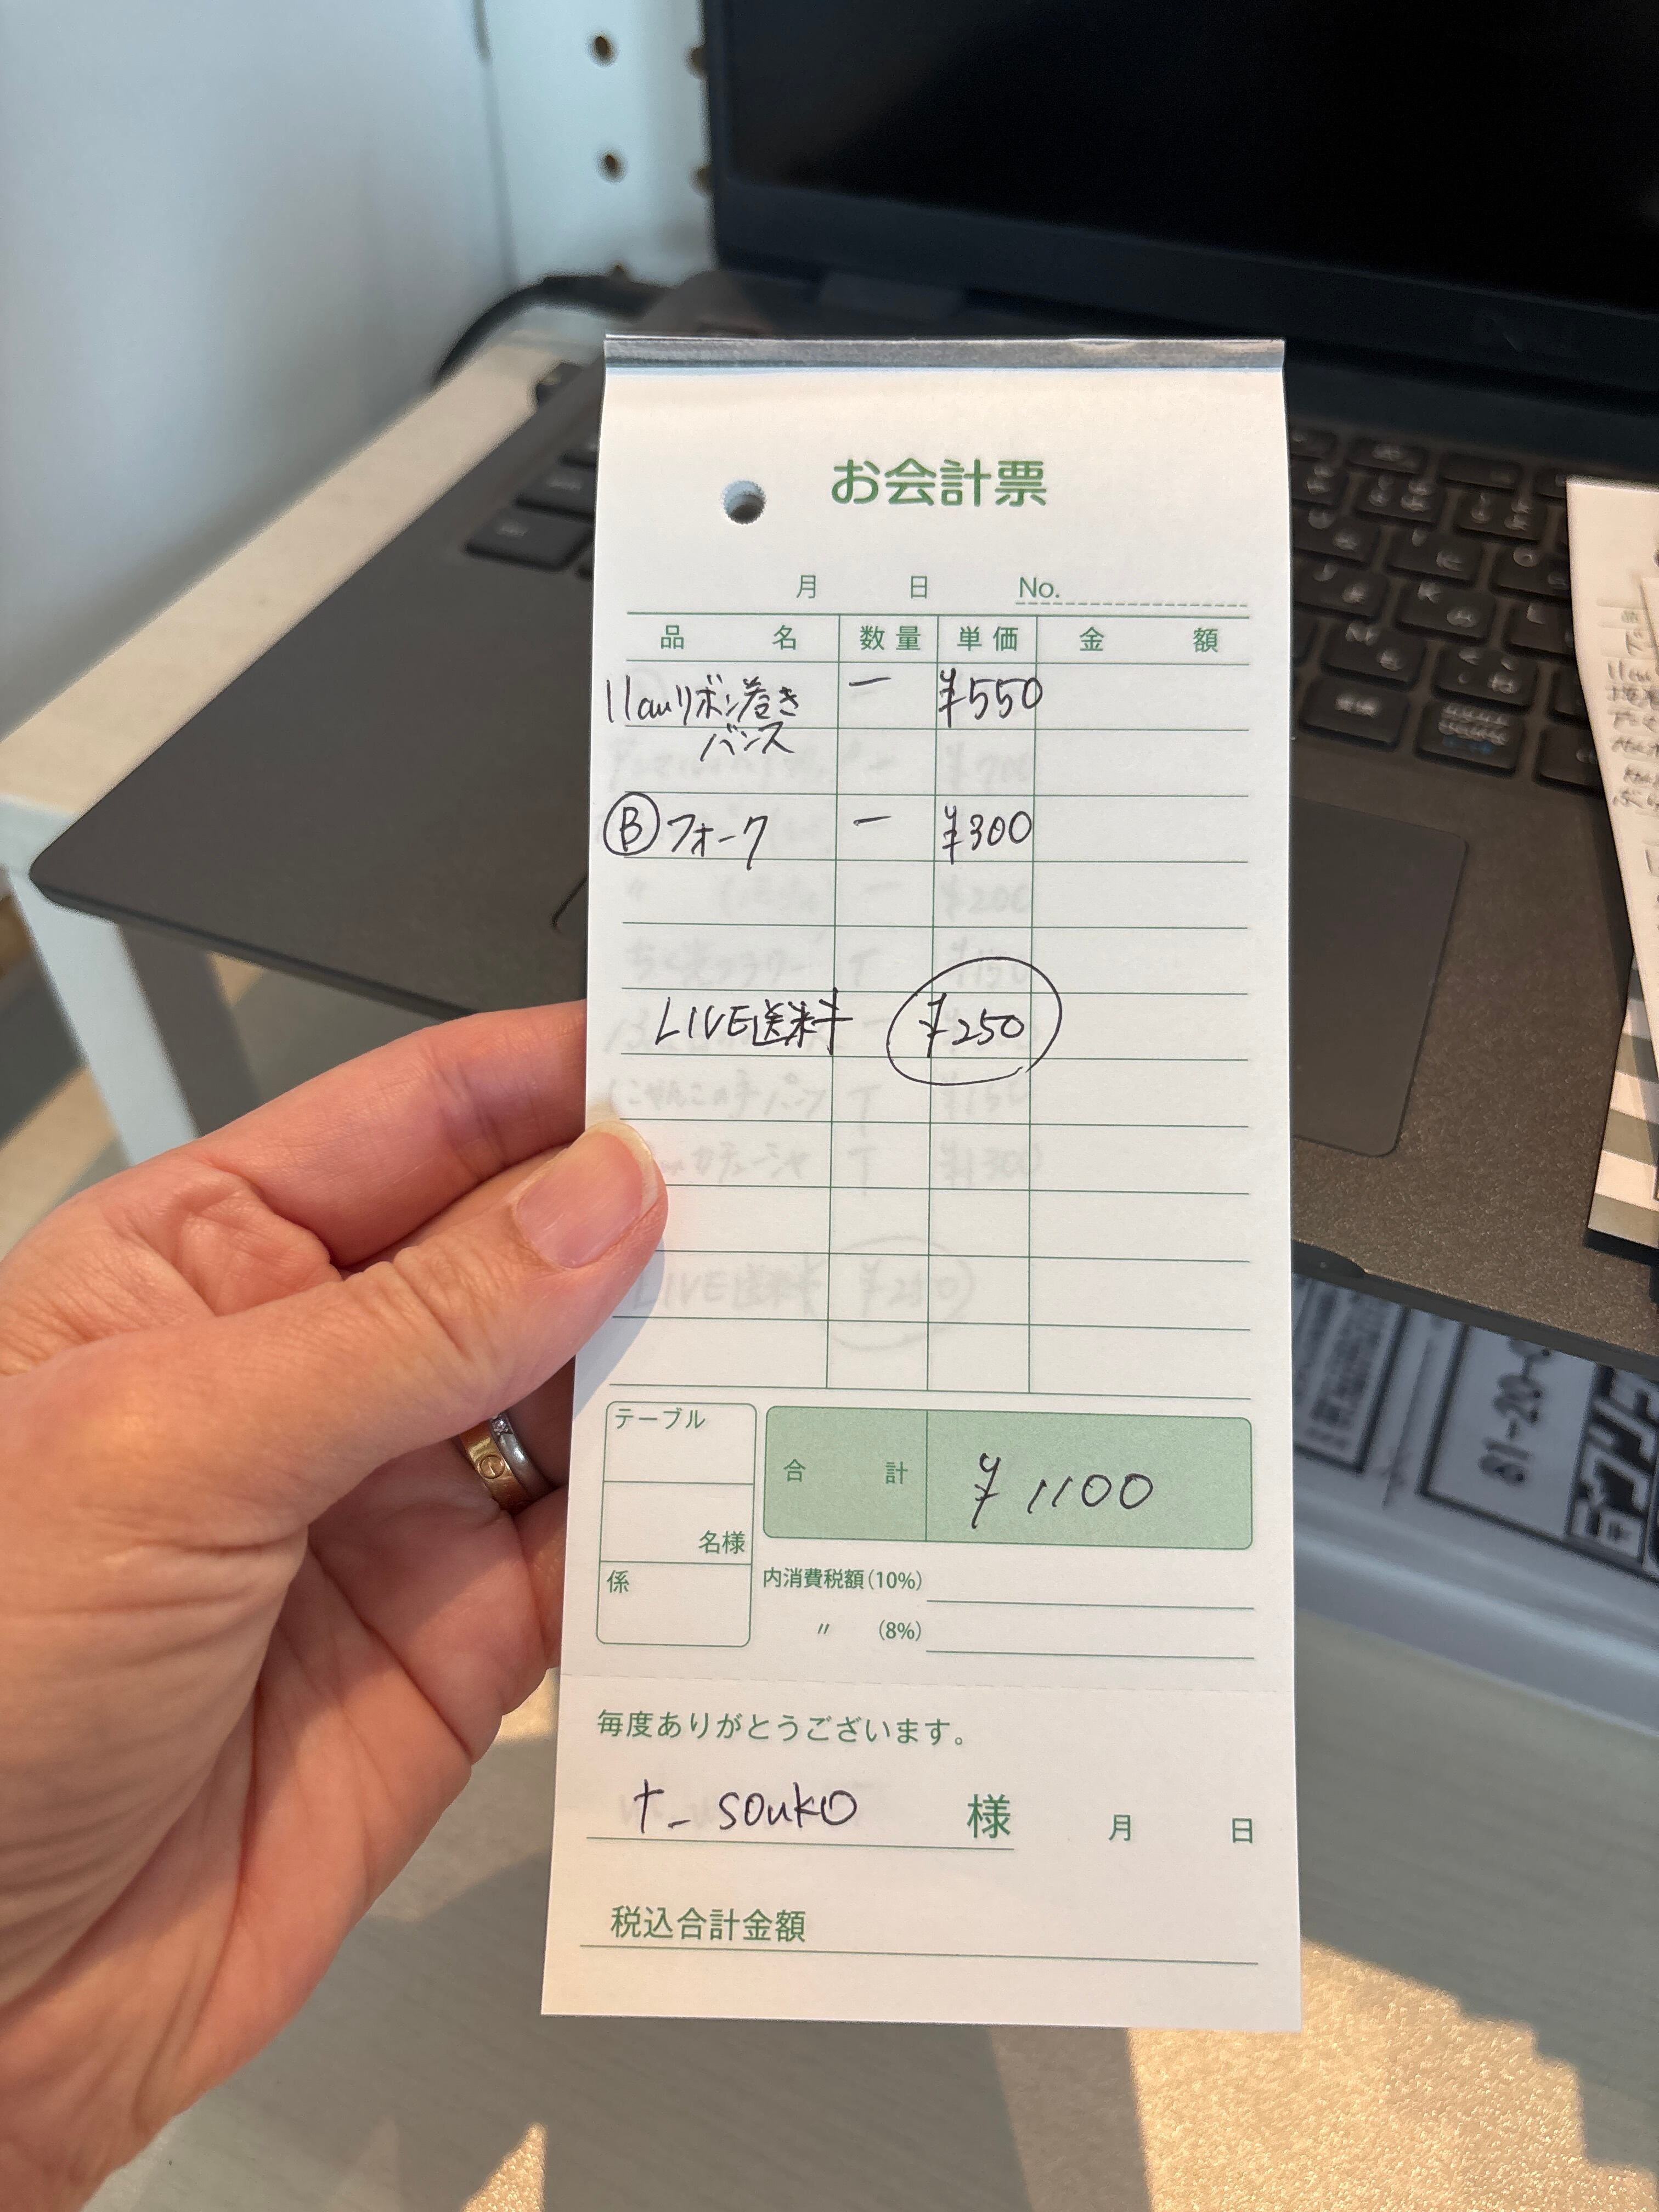 お会計票
月 日 No.
品名 数量 単価 金額
11cmリボン巻き 一 ¥550
バンス
Ⓑフォーク 一 ¥300
LIVE送料 ¥250
テーブル
名様
係
合計 ¥1100
内消費税額(10%)
〃 (8%)
毎度ありがとうございます。
t_souko 様 月 日
税込合計金額
81-20-